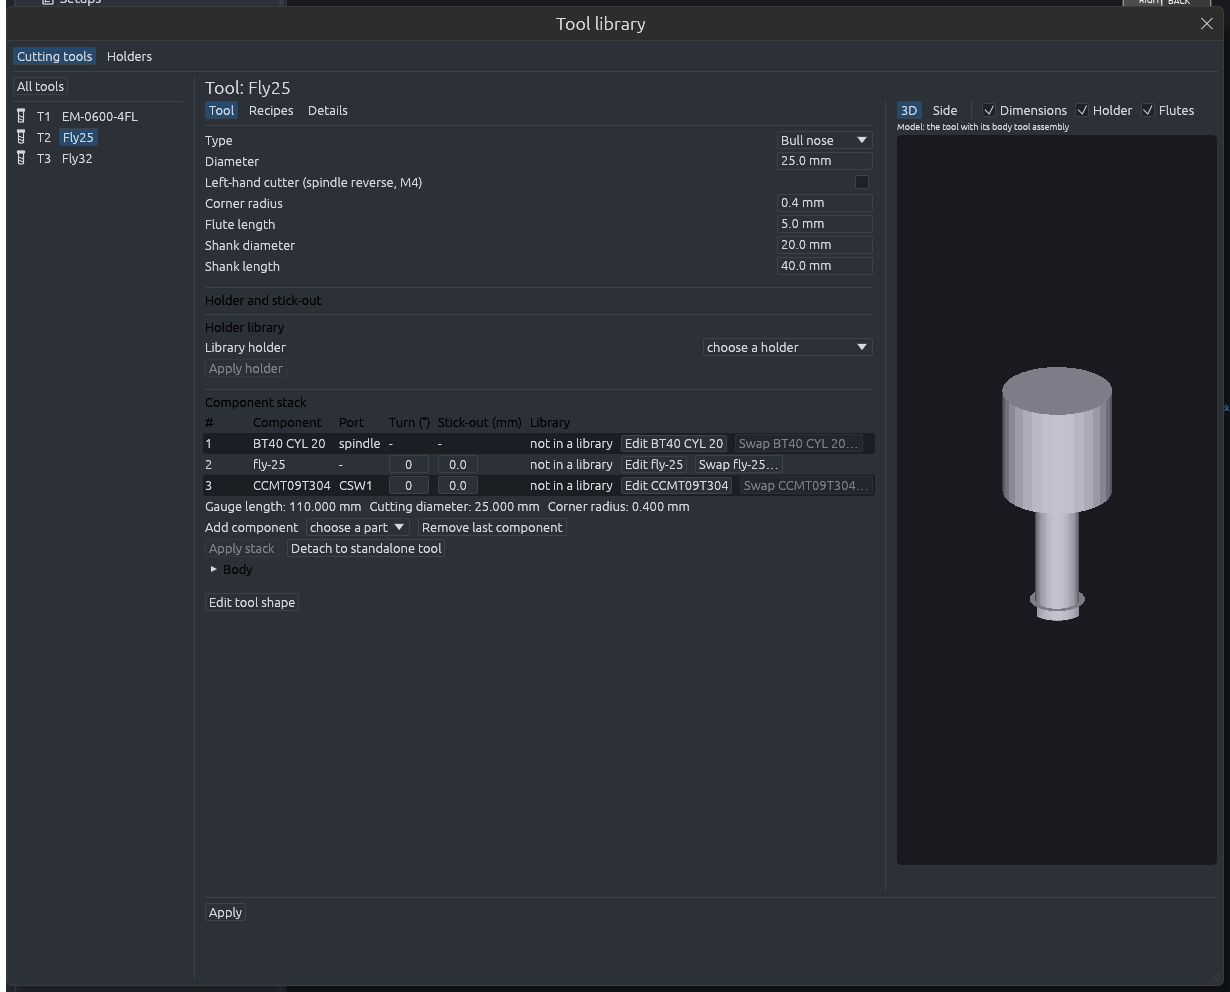 Setups
RIGHT BACK
Tool library
Cutting tools Holders
All tools
T1 EM-0600-4FL
T2 Fly25
T3 Fly32
Tool: Fly25
Tool Recipes Details
Type Bull nose
Diameter 25.0 mm
Left-hand cutter (spindle reverse, M4)
Corner radius 0.4 mm
Flute length 5.0 mm
Shank diameter 20.0 mm
Shank length 40.0 mm
Holder and stick-out
Holder library
Library holder choose a holder
Apply holder
Component stack
# Component Port Turn (°) Stick-out (mm) Library
1 BT40 CYL 20 spindle - - not in a library Edit BT40 CYL 20 Swap BT40 CYL 20...
2 fly-25 - 0 0.0 not in a library Edit fly-25 Swap fly-25...
3 CCMT09T304 CSW1 0 0.0 not in a library Edit CCMT09T304 Swap CCMT09T304...
Gauge length: 110.000 mm Cutting diameter: 25.000 mm Corner radius: 0.400 mm
Add component choose a part Remove last component
Apply stack Detach to standalone tool
Body
Edit tool shape
Apply
3D Side Dimensions Holder Flutes
Model: the tool with its body tool assembly